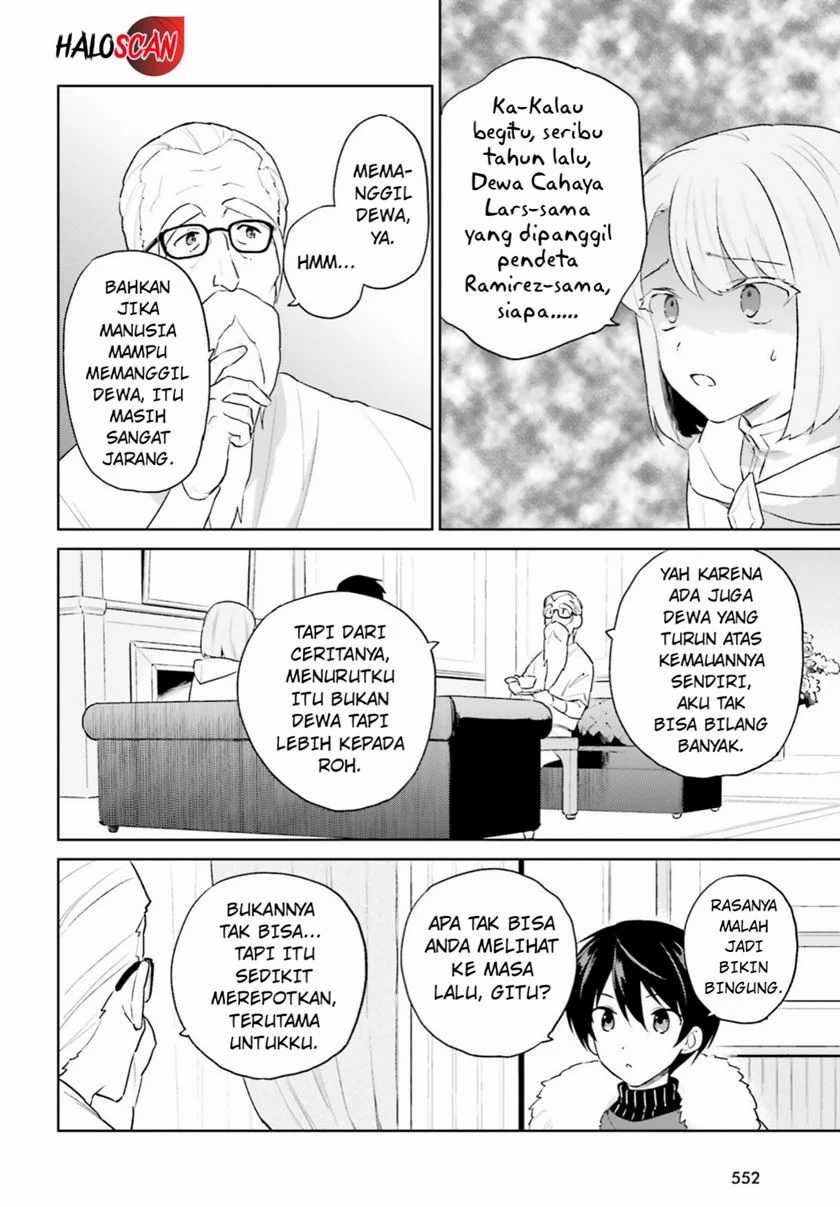 HALOSCAN
Ka-Kalau
begitu, seribu
tahun lalu,
Dewa Cahaya
Lars-sama
yang dipanggil
pendeta
Ramirez-sama,
siapa.....
MEMA-
NGGIL
DEWA,
YA.
HMM...
BAHKAN
JIKA
MANUSIA
MAMPU
MEMANGGIL
DEWA, ITU
MASIH
SANGAT
JARANG.
YAH KARENA
ADA JUGA
DEWA YANG
TURUN ATAS
KEMAUANNYA
SENDIRI,
AKU TAK
BISA BILANG
BANYAK.
TAPI DARI
CERITANYA,
MENURUTKU
ITU BUKAN
DEWA TAPI
LEBIH KEPADA
ROH.
RASANYA
MALAH
JADI
BIKIN
BINGUNG.
APA TAK BISA
ANDA MELIHAT
KE MASA
LALU, GITU?
BUKANNYA
TAK BISA...
TAPI ITU
SEDIKIT
MEREPOTKAN,
TERUTAMA
UNTUKKU.
552